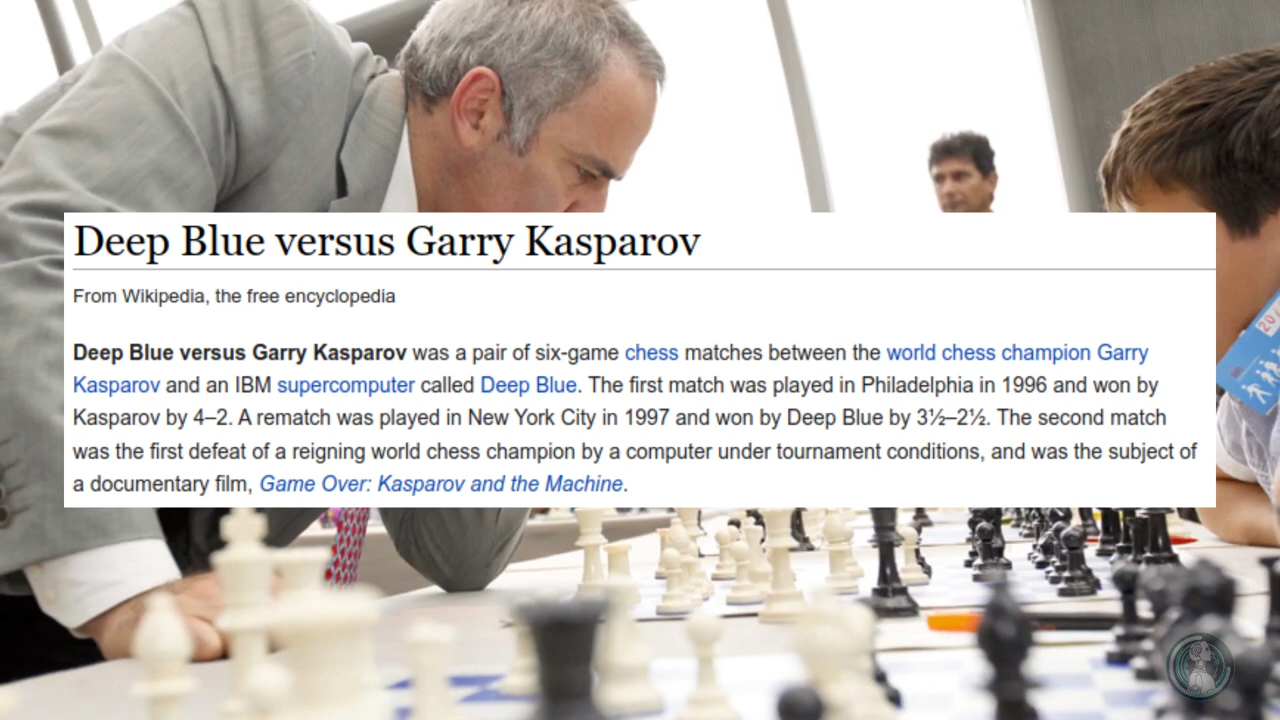 Deep Blue versus Garry Kasparov
From Wikipedia, the free encyclopedia
Deep Blue versus Garry Kasparov was a pair of six-game chess matches between the world chess champion Garry
Kasparov and an IBM supercomputer called Deep Blue. The first match was played in Philadelphia in 1996 and won by
Kasparov by 4–2. A rematch was played in New York City in 1997 and won by Deep Blue by 3½–2½. The second match
was the first defeat of a reigning world chess champion by a computer under tournament conditions, and was the subject of
a documentary film, Game Over: Kasparov and the Machine.
20/